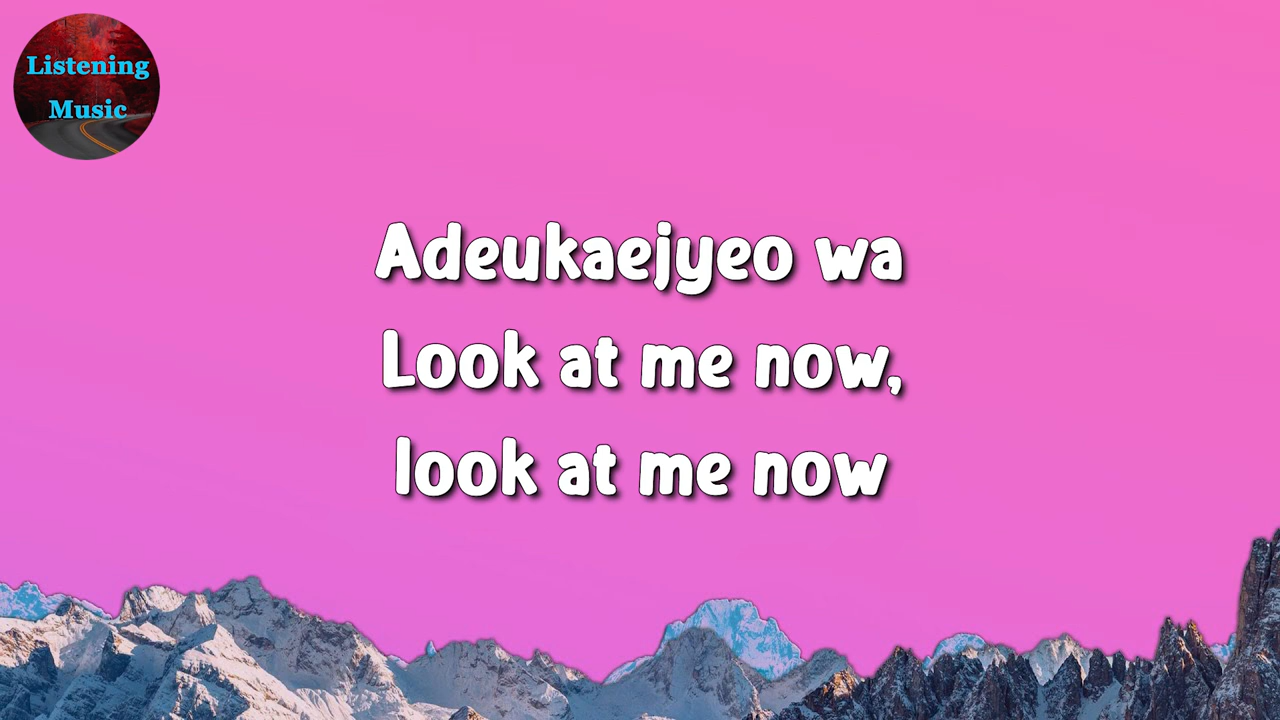 Listening
Music
Adeukaejyeo wa
Look at me now,
look at me now